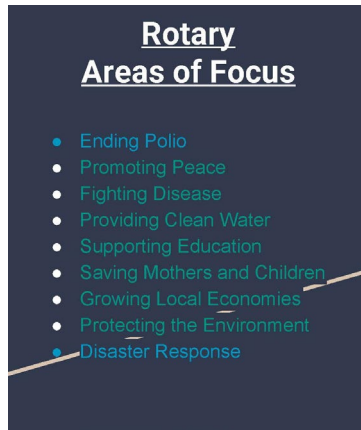 Rotary
Areas of Focus
● Ending Polio
● Promoting Peace
● Fighting Disease
● Providing Clean Water
● Supporting Education
● Saving Mothers and Children
● Growing Local Economies
● Protecting the Environment
● Disaster Response